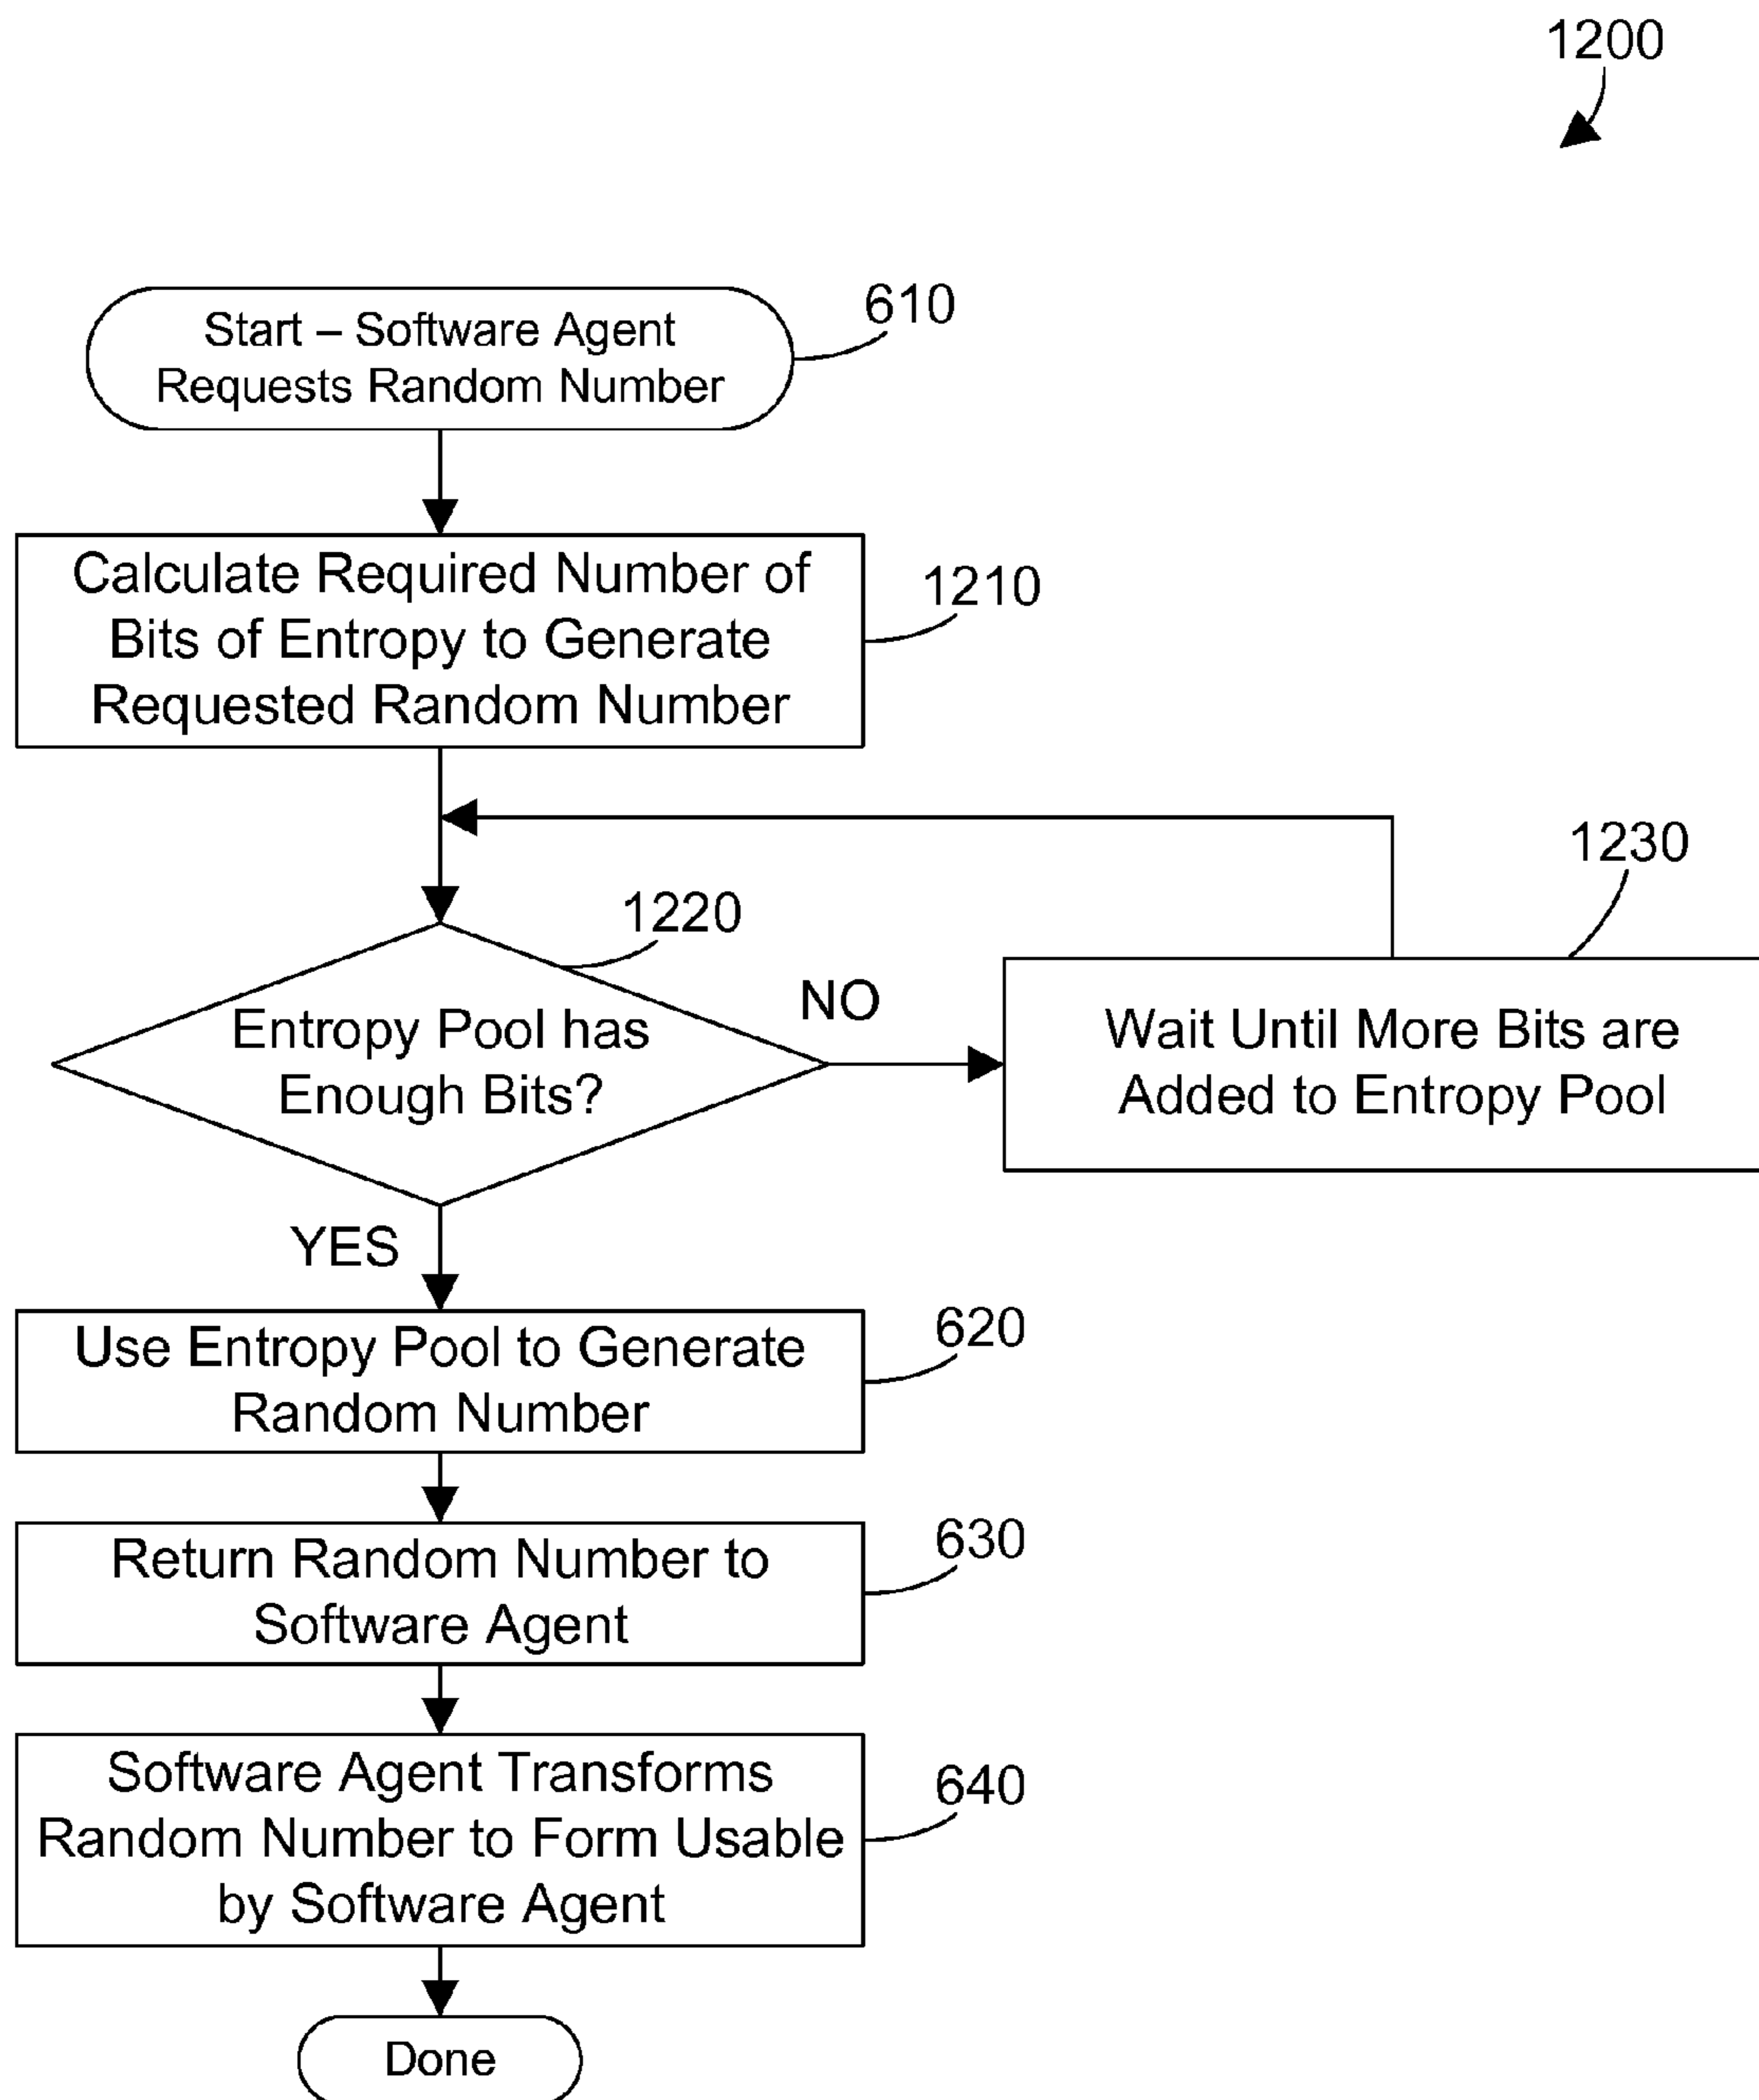 1200
Start – Software Agent
Requests Random Number
610
Calculate Required Number of
Bits of Entropy to Generate
Requested Random Number
1210
1220
Entropy Pool has
Enough Bits?
NO
1230
Wait Until More Bits are
Added to Entropy Pool
YES
Use Entropy Pool to Generate
Random Number
620
Return Random Number to
Software Agent
630
Software Agent Transforms
Random Number to Form Usable
by Software Agent
640
Done